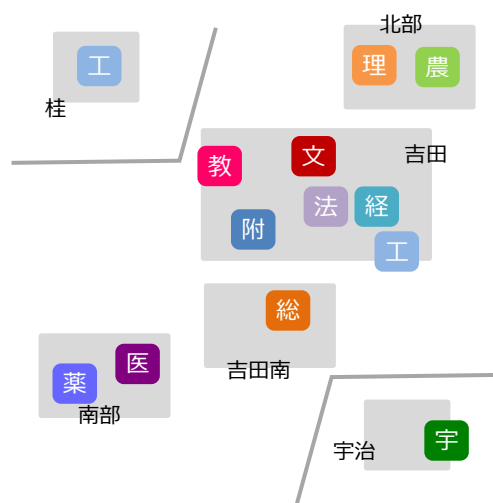 北部
工
理
農
桂
文
吉田
教
法
経
附
工
総
医
吉田南
薬
南部
宇
宇治